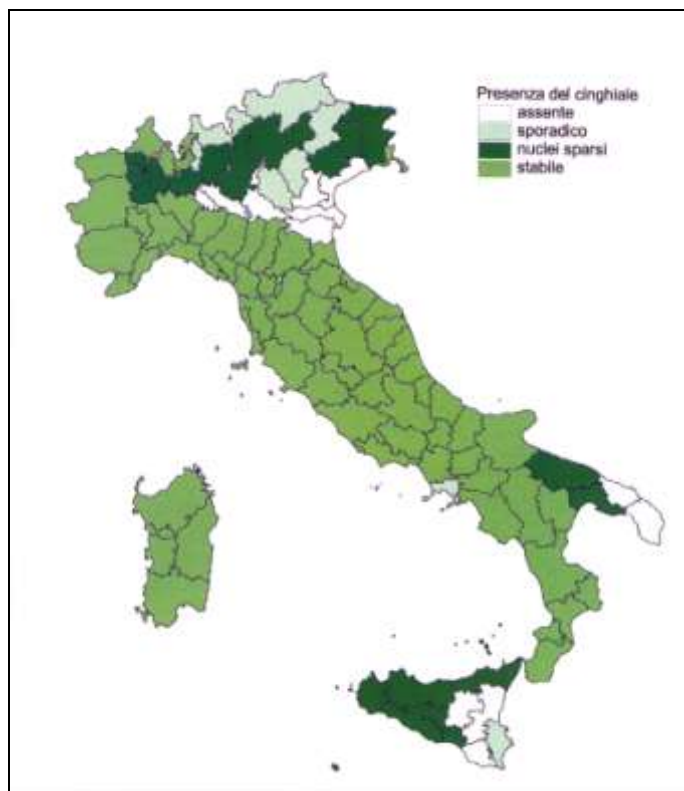 Presenza del cinghiale
assente
sporadico
nuclei sparsi
stabile